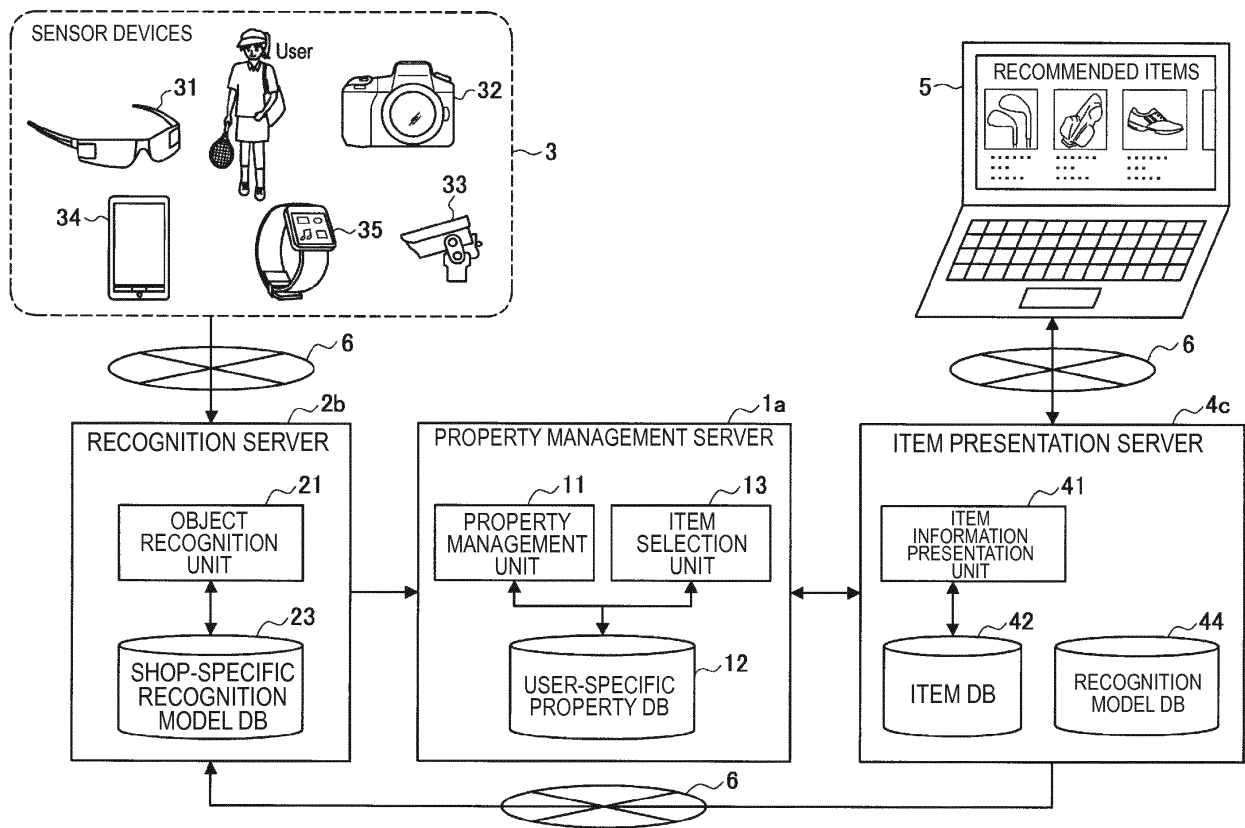 SENSOR DEVICES
User
31
32
3
34
35
33
5
RECOMMENDED ITEMS
6
6
2b
RECOGNITION SERVER
21
OBJECT
RECOGNITION
UNIT
23
SHOP-SPECIFIC
RECOGNITION
MODEL DB
1a
PROPERTY MANAGEMENT SERVER
11
PROPERTY
MANAGEMENT
UNIT
13
ITEM
SELECTION
UNIT
12
USER-SPECIFIC
PROPERTY DB
4c
ITEM PRESENTATION SERVER
41
ITEM
INFORMATION
PRESENTATION
UNIT
42
ITEM DB
44
RECOGNITION
MODEL DB
6